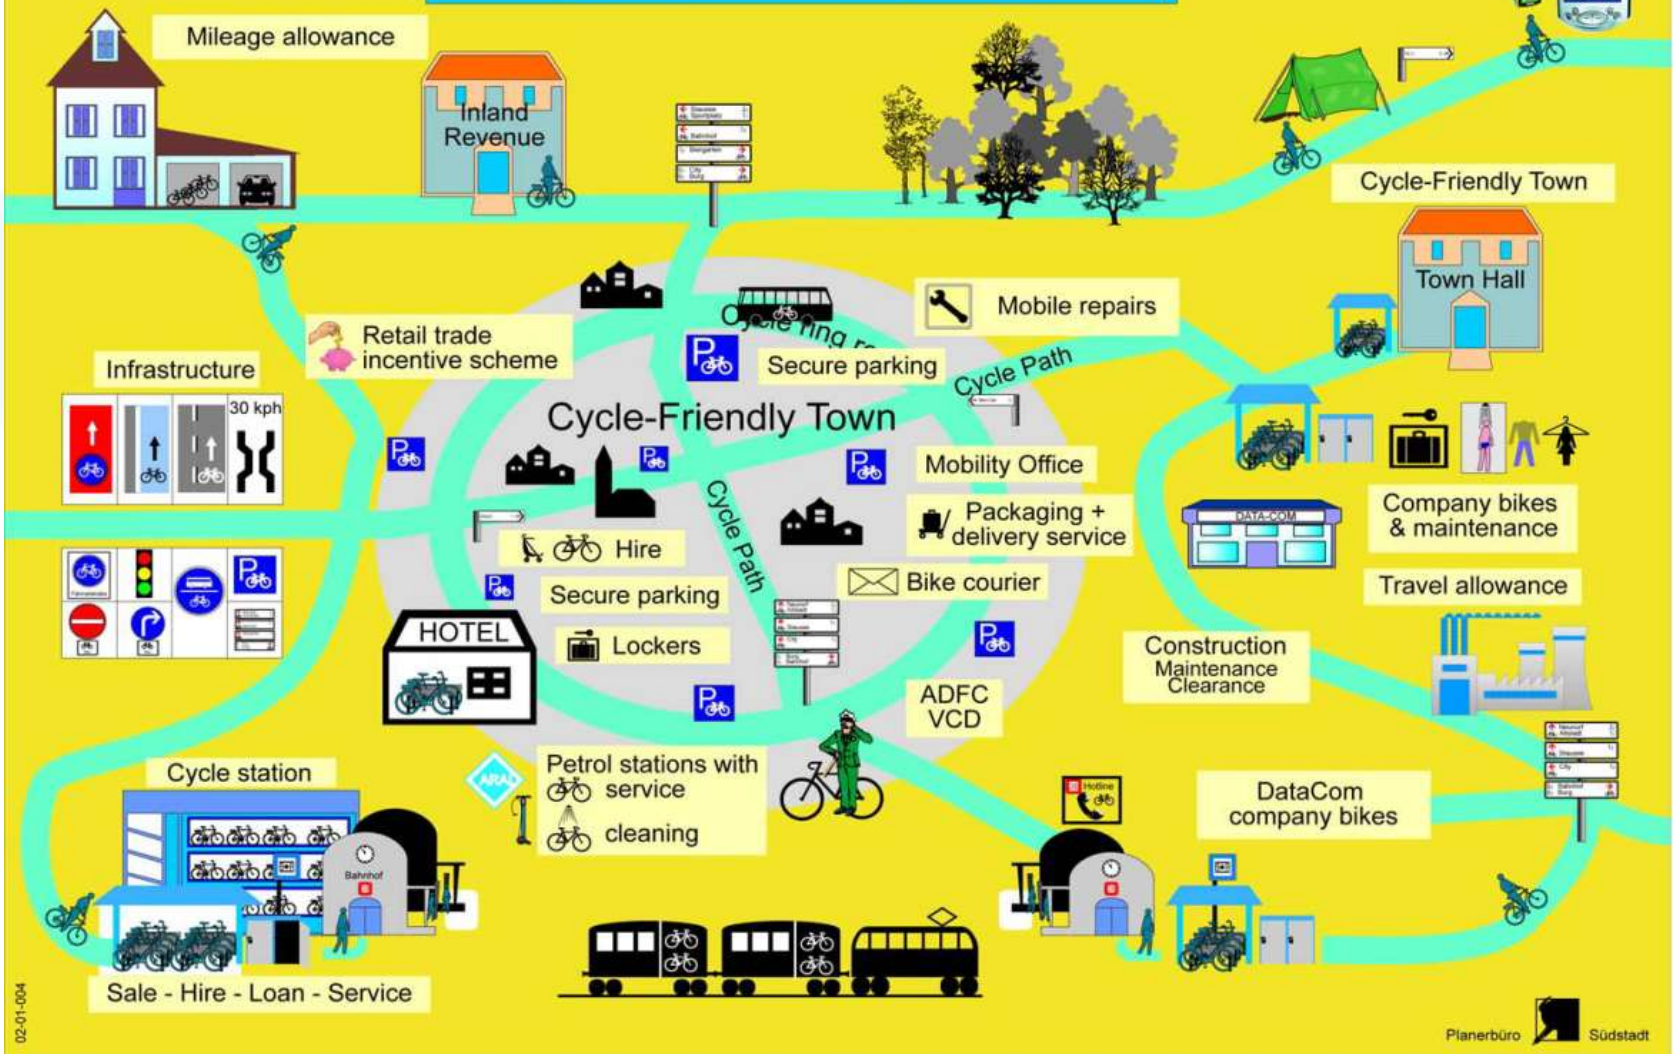 Mileage allowance
Inland
Revenue
Cycle-Friendly Town
Town Hall
Mobile repairs
Retail trade
incentive scheme
Cycle ring
Secure parking
Cycle Path
Infrastructure
30 kph
Cycle-Friendly Town
P
P
P
P
Mobility Office
Packaging +
delivery service
Cycle Path
Company bikes
& maintenance
DATA-COM
Hire
Bike courier
Travel allowance
P
P
Secure parking
HOTEL
Lockers
P
Construction
Maintenance
Clearance
ADFC
VCD
P
Cycle station
ARAL
Petrol stations with
service
cleaning
Hotline
DataCom
company bikes
Bahnhof
Sale - Hire - Loan - Service
02-01-004
Planerbüro Südstadt